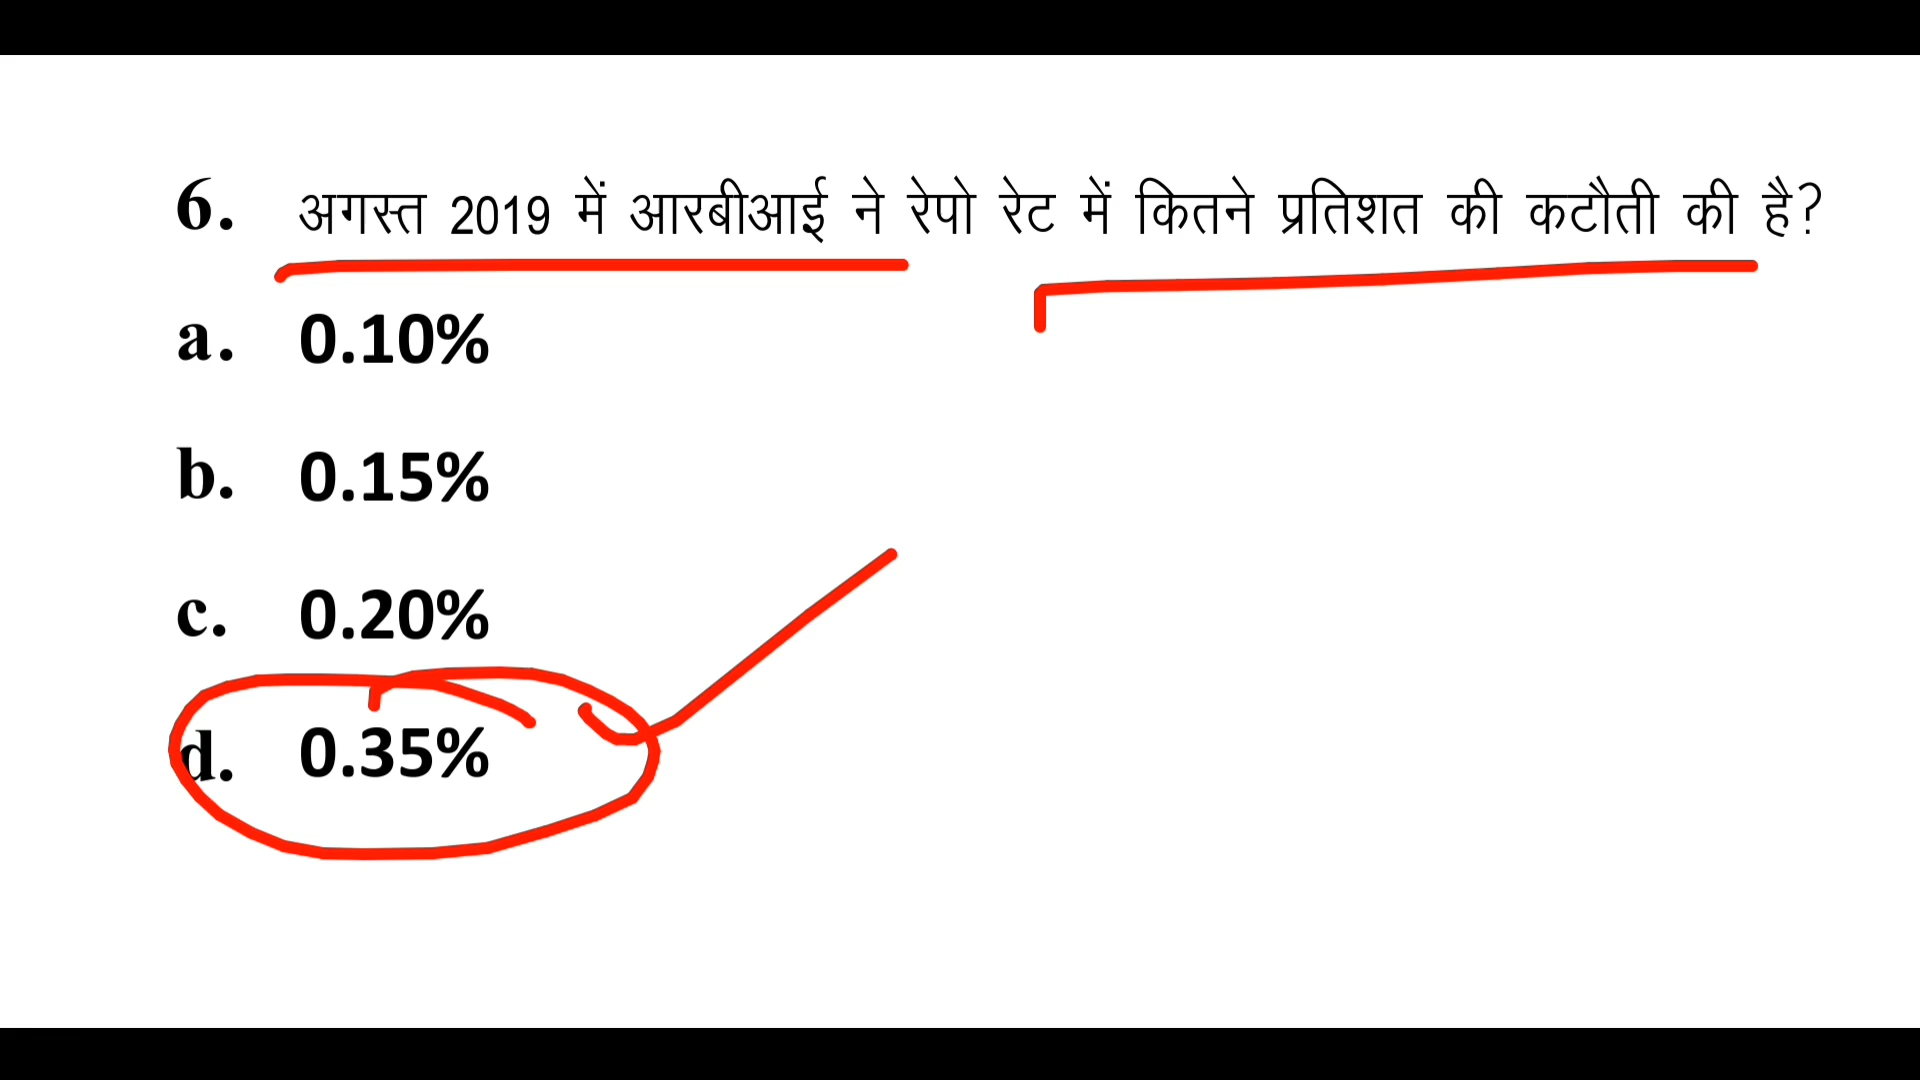 6. अगस्त 2019 में आरबीआई ने रेपो रेट में कितने प्रतिशत की कटौती की है?
a. 0.10%
b. 0.15%
c. 0.20%
d. 0.35%